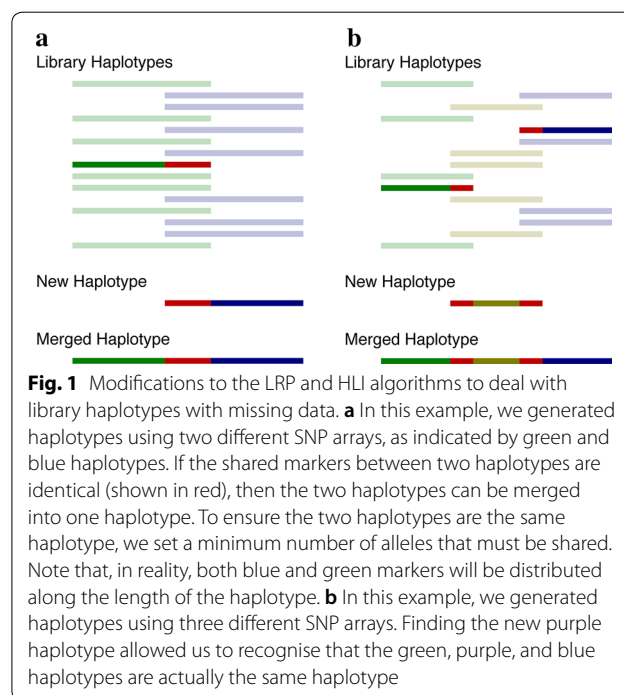 a
b
Library Haplotypes
Library Haplotypes
New Haplotype
New Haplotype
Merged Haplotype
Merged Haplotype
Fig. 1 Modifications to the LRP and HLI algorithms to deal with
library haplotypes with missing data. a In this example, we generated
haplotypes using two different SNP arrays, as indicated by green and
blue haplotypes. If the shared markers between two haplotypes are
identical (shown in red), then the two haplotypes can be merged
into one haplotype. To ensure the two haplotypes are the same
haplotype, we set a minimum number of alleles that must be shared.
Note that, in reality, both blue and green markers will be distributed
along the length of the haplotype. b In this example, we generated
haplotypes using three different SNP arrays. Finding the new purple
haplotype allowed us to recognise that the green, purple, and blue
haplotypes are actually the same haplotype